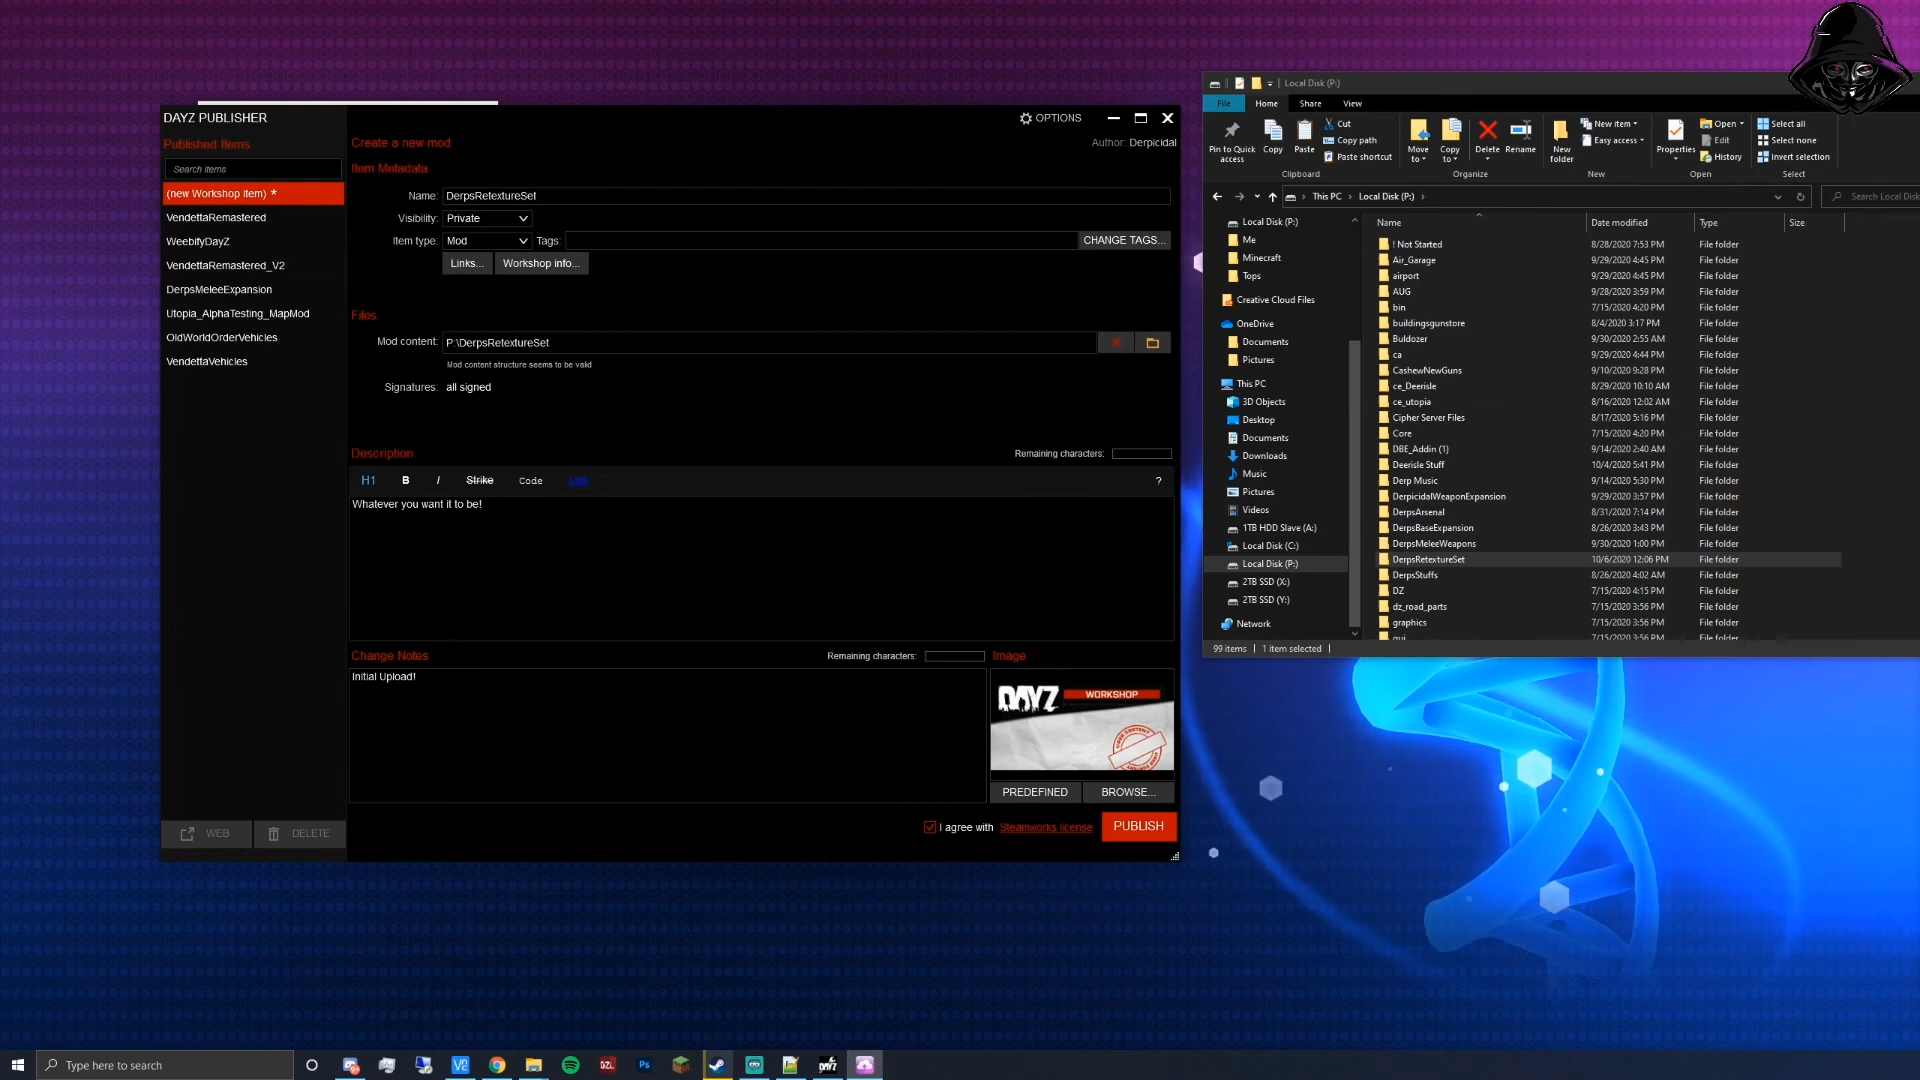 DAYZ PUBLISHER
OPTIONS
Published Items
Search items
(new Workshop item) *
VendettaRemastered
WeebifyDayZ
VendettaRemastered_V2
DerpsMeleeExpansion
Utopia_AlphaTesting_MapMod
OldWorldOrderVehicles
VendettaVehicles
WEB
DELETE
Create a new mod
Author: Derpicidal
Item Metadata
Name: DerpsRetextureSet
Visibility: Private
Item type: Mod Tags: CHANGE TAGS...
Links... Workshop info...
Files
Mod content: P:\DerpsRetextureSet
Mod content structure seems to be valid
Signatures: all signed
Description
Remaining characters:
H1 B I Strike Code Link ?
Whatever you want it to be!
Change Notes
Remaining characters:
Initial Upload!
Image
DAYZ WORKSHOP
PREDEFINED BROWSE...
I agree with Steamworks license PUBLISH
Local Disk (P:)
File Home Share View
Pin to Quick access
Copy
Paste
Cut
Copy path
Paste shortcut
Clipboard
Move to
Copy to
Delete
Rename
Organize
New folder
New item
Easy access
New
Properties
Open
Edit
History
Open
Select all
Select none
Invert selection
Select
This PC > Local Disk (P:) >
Search Local Disk
Local Disk (P:)
Me
Minecraft
Tops
Creative Cloud Files
OneDrive
Documents
Pictures
This PC
3D Objects
Desktop
Documents
Downloads
Music
Pictures
Videos
1TB HDD Slave (A:)
Local Disk (C:)
Local Disk (P:)
2TB SSD (X:)
2TB SSD (Y:)
Network
Name Date modified Type Size
! Not Started 8/28/2020 7:53 PM File folder
Air_Garage 9/29/2020 4:45 PM File folder
airport 9/29/2020 4:45 PM File folder
AUG 9/28/2020 3:59 PM File folder
bin 7/15/2020 4:20 PM File folder
buildingsgunstore 8/4/2020 3:17 PM File folder
Buldozer 9/30/2020 2:55 AM File folder
ca 9/29/2020 4:44 PM File folder
CashewNewGuns 9/10/2020 9:28 PM File folder
ce_Deerisle 8/29/2020 10:10 AM File folder
ce_utopia 8/16/2020 12:02 AM File folder
Cipher Server Files 8/17/2020 5:16 PM File folder
Core 7/15/2020 4:20 PM File folder
DBE_Addin (1) 9/14/2020 2:40 AM File folder
Deerisle Stuff 10/4/2020 5:41 PM File folder
Derp Music 9/14/2020 5:30 PM File folder
DerpicidalWeaponExpansion 9/29/2020 3:57 PM File folder
DerpsArsenal 8/31/2020 7:14 PM File folder
DerpsBaseExpansion 8/26/2020 3:43 PM File folder
DerpsMeleeWeapons 9/30/2020 1:00 PM File folder
DerpsRetextureSet 10/6/2020 12:06 PM File folder
DerpsStuffs 8/26/2020 4:02 AM File folder
DZ 7/15/2020 4:15 PM File folder
dz_road_parts 7/15/2020 3:56 PM File folder
graphics 7/15/2020 3:56 PM File folder
gui 7/15/2020 3:56 PM File folder
99 items 1 item selected
Type here to search
DZL
Ps
DAYZ